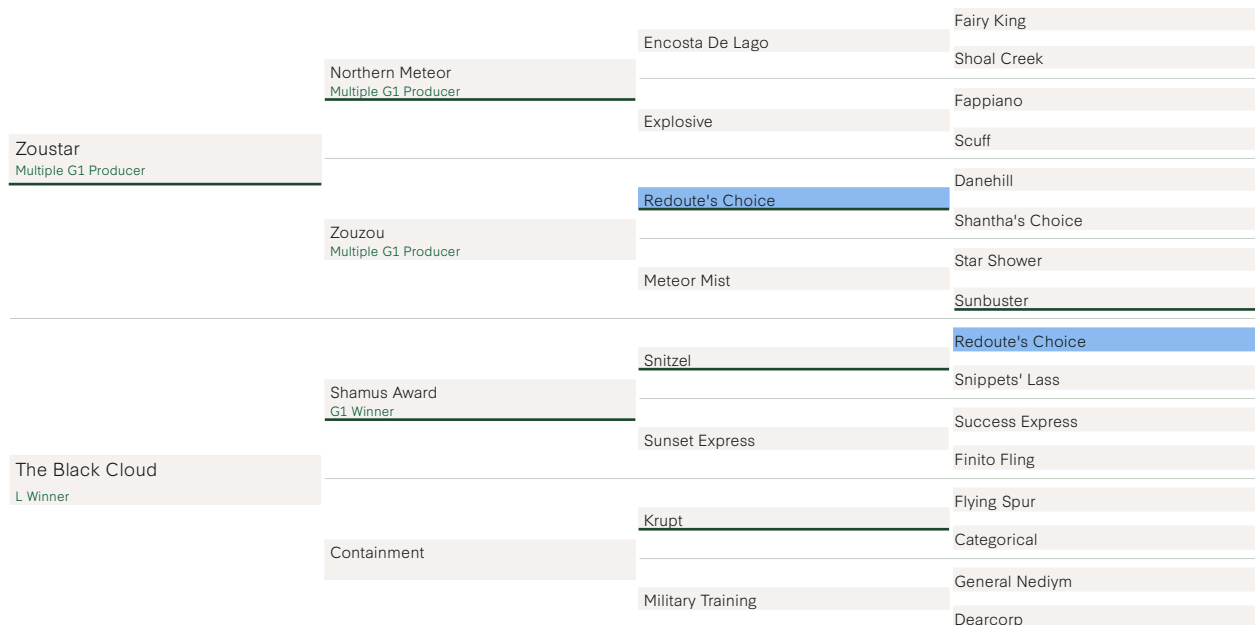 Zoustar
Multiple G1 Producer
Northern Meteor
Multiple G1 Producer
Encosta De Lago
Fairy King
Shoal Creek
Explosive
Fappiano
Scuff
Zouzou
Multiple G1 Producer
Redoute's Choice
Danehill
Shantha's Choice
Meteor Mist
Star Shower
Sunbuster
The Black Cloud
L Winner
Shamus Award
G1 Winner
Snitzel
Redoute's Choice
Snippets' Lass
Sunset Express
Success Express
Finito Fling
Containment
Krupt
Flying Spur
Categorical
Military Training
General Nediym
Dearcorp